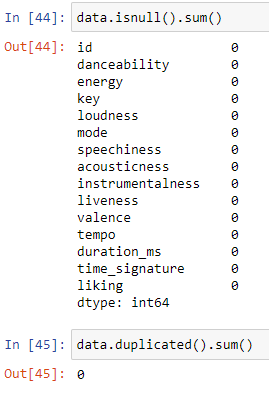 In [44]: data.isnull().sum()
Out[44]: id 0
danceability 0
energy 0
key 0
loudness 0
mode 0
speechiness 0
acousticness 0
instrumentalness 0
liveness 0
valence 0
tempo 0
duration_ms 0
time_signature 0
liking 0
dtype: int64
In [45]: data.duplicated().sum()
Out[45]: 0